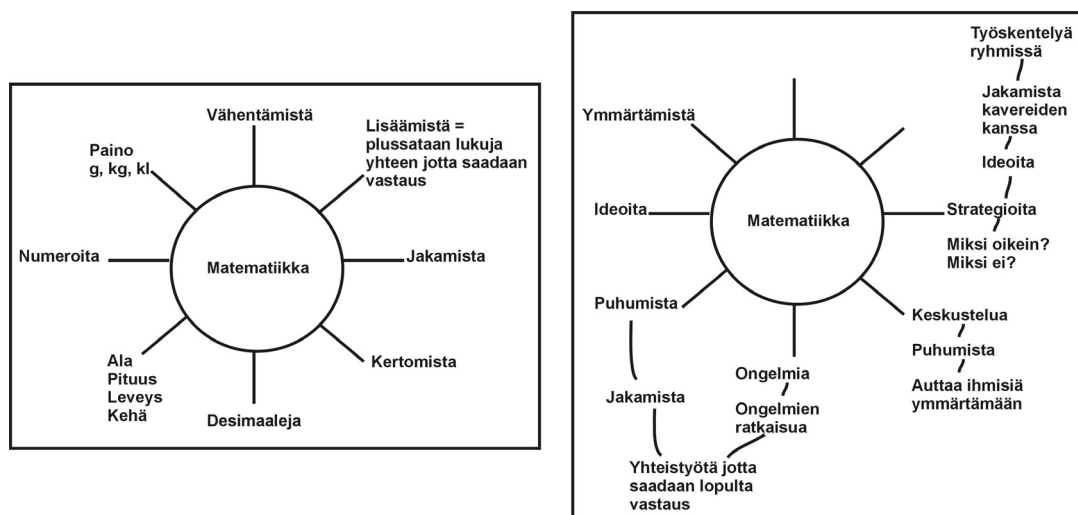 Vähentämistä
Lisäämistä =
plussataan lukuja
yhteen jotta saadaan
vastaus
Paino
g, kg, kl
Numeroita
Matematiikka
Jakamista
Ala
Pituus
Leveys
Kehä
Kertomista
Desimaaleja
Työskentelyä
ryhmissä
Jakamista
kavereiden
kanssa
Ideoita
Strategioita
Miksi oikein?
Miksi ei?
Ymmärtämistä
Ideoita
Matematiikka
Puhumista
Jakamista
Yhteistyötä jotta
saadaan lopulta
vastaus
Ongelmia
Ongelmien
ratkaisua
Keskustelua
Puhumista
Auttaa ihmisiä
ymmärtämään